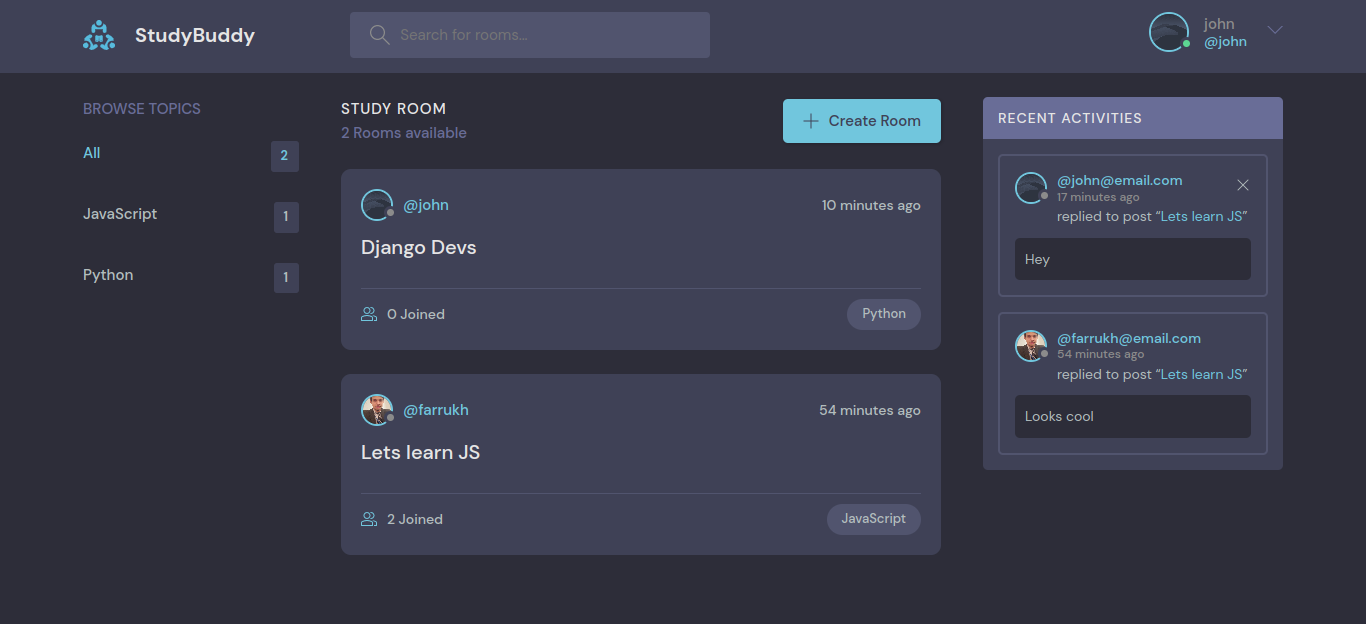 StudyBuddy
Search for rooms...
john
@john
BROWSE TOPICS
All 2
JavaScript 1
Python 1
STUDY ROOM
2 Rooms available
Create Room
@john 10 minutes ago
Django Devs
0 Joined Python
@farrukh 54 minutes ago
Lets learn JS
2 Joined JavaScript
RECENT ACTIVITIES
@john@email.com
17 minutes ago
replied to post “Lets learn JS”
Hey
@farrukh@email.com
54 minutes ago
replied to post “Lets learn JS”
Looks cool